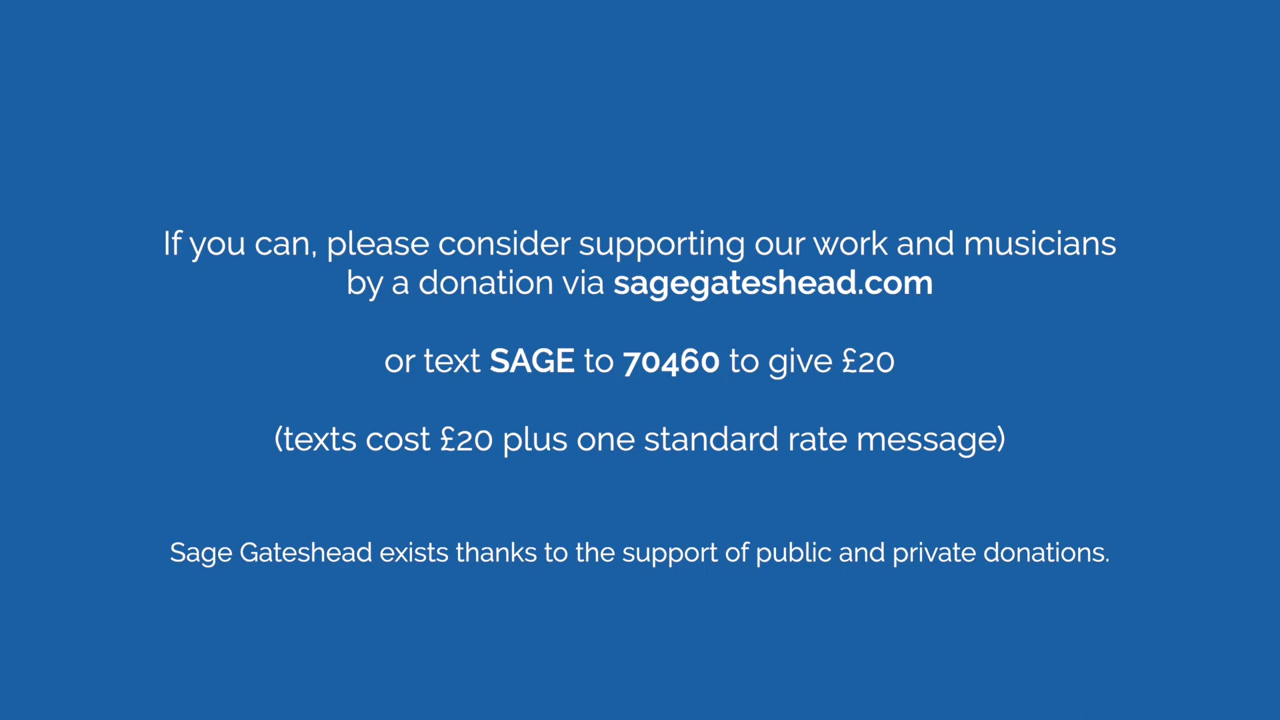 If you can, please consider supporting our work and musicians
by a donation via sagegateshead.com
or text SAGE to 70460 to give £20
(texts cost £20 plus one standard rate message)
Sage Gateshead exists thanks to the support of public and private donations.